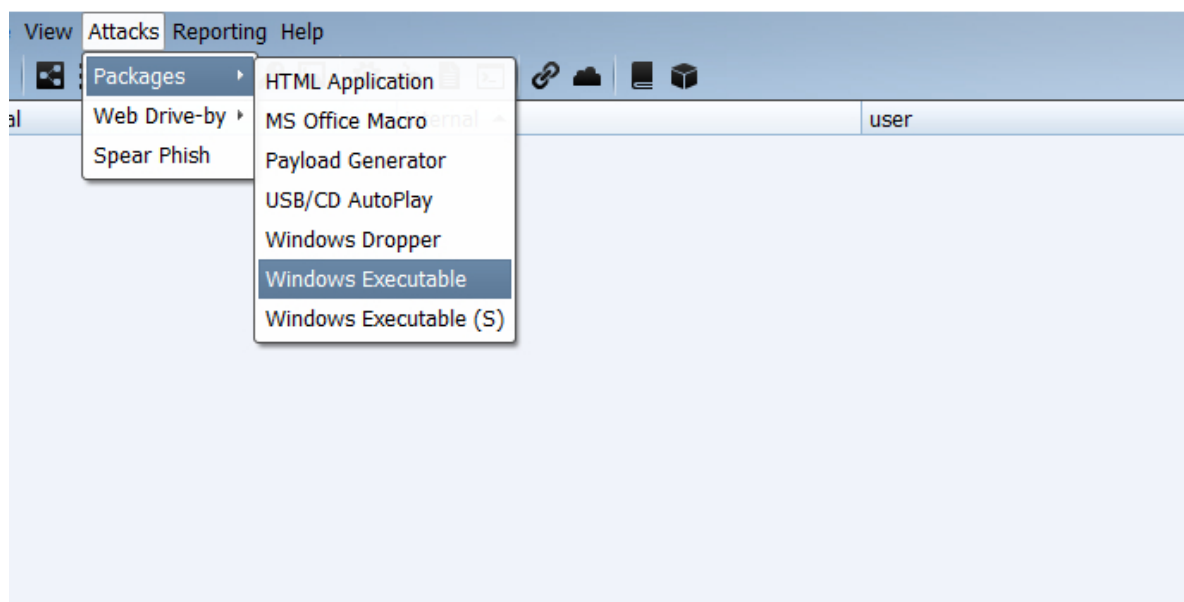 View Attacks Reporting Help
Packages
HTML Application
Web Drive-by
MS Office Macro
user
Spear Phish
Payload Generator
USB/CD AutoPlay
Windows Dropper
Windows Executable
Windows Executable (S)